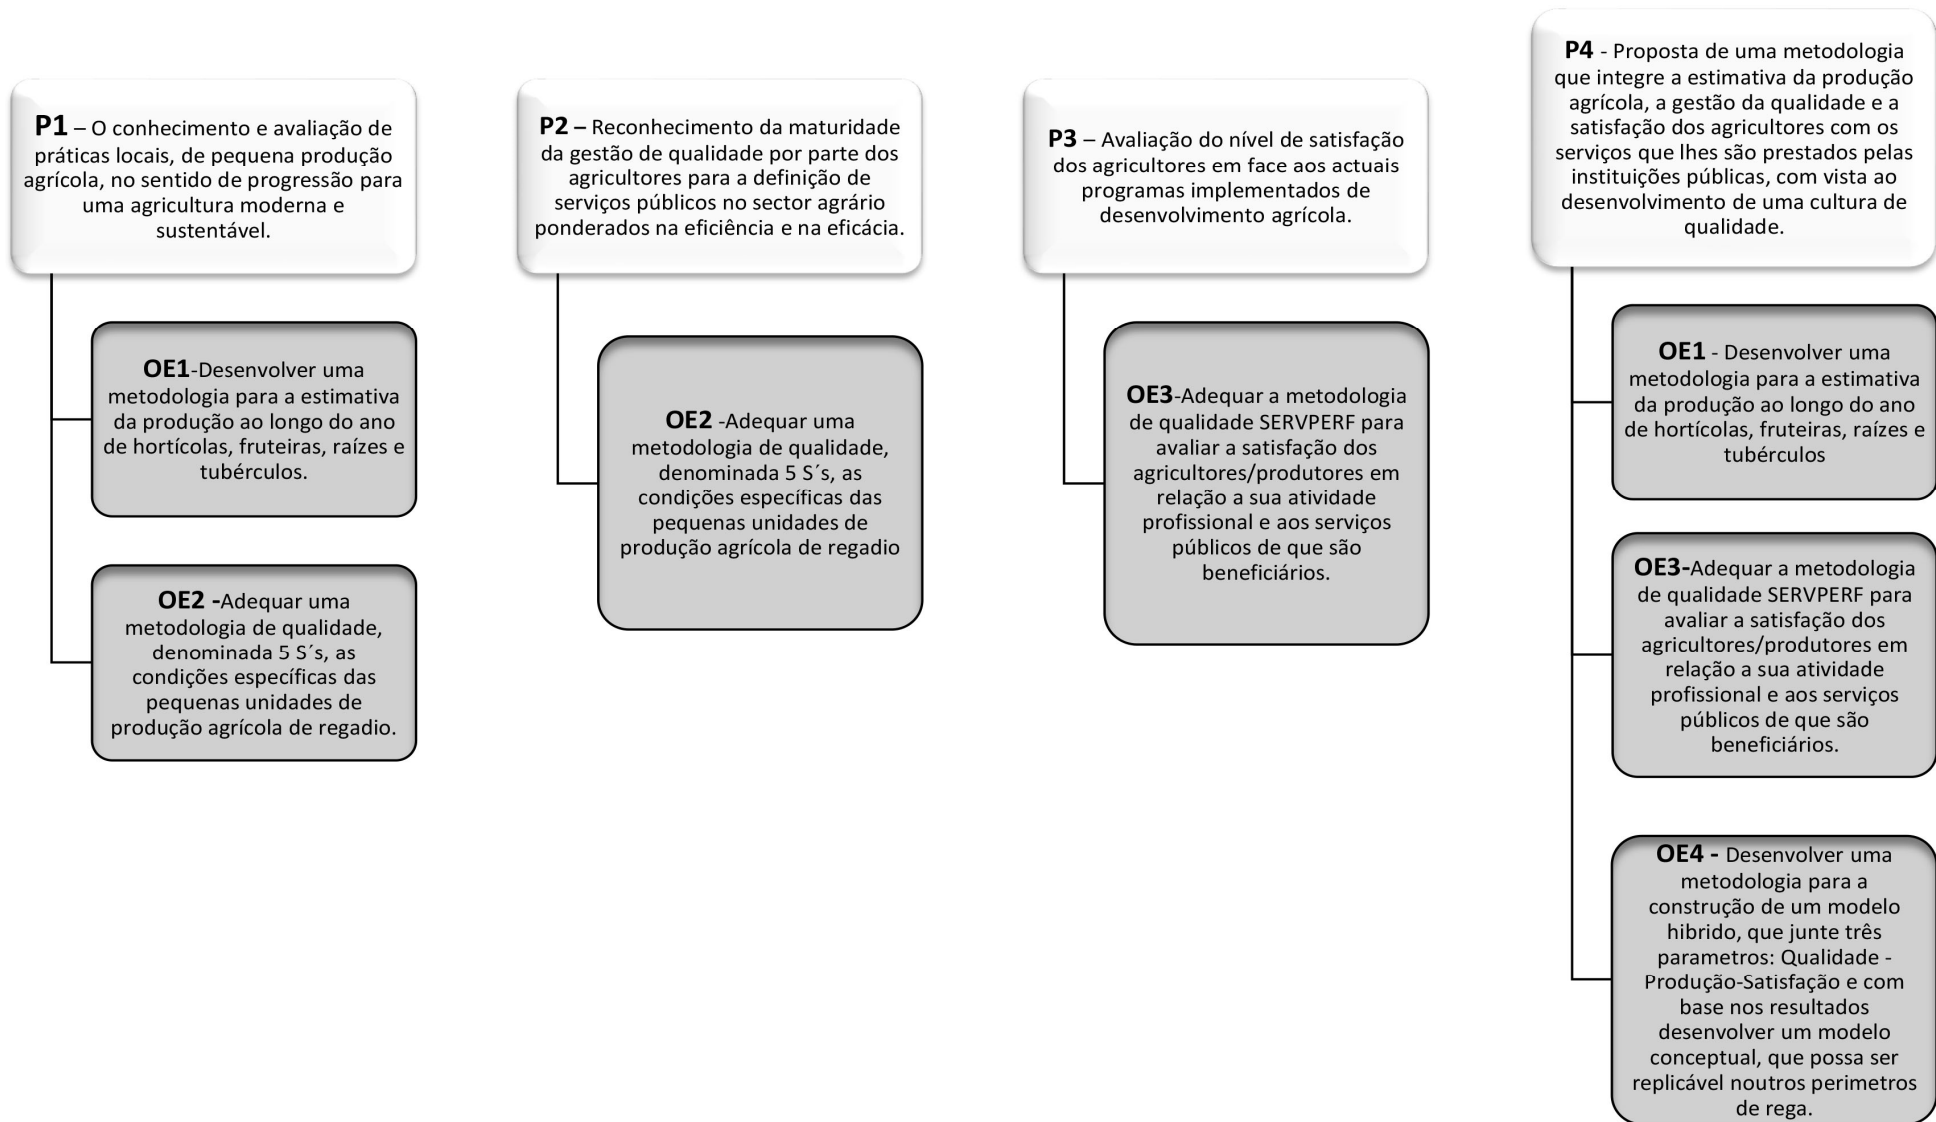 P1 – O conhecimento e avaliação de
práticas locais, de pequena produção
agrícola, no sentido de progressão para
uma agricultura moderna e
sustentável.
OE1-Desenvolver uma
metodologia para a estimativa
da produção ao longo do ano
de hortícolas, fruteiras, raízes e
tubérculos.
OE2 -Adequar uma
metodologia de qualidade,
denominada 5 S´s, as
condições específicas das
pequenas unidades de
produção agrícola de regadio.
P2 – Reconhecimento da maturidade
da gestão de qualidade por parte dos
agricultores para a definição de
serviços públicos no sector agrário
ponderados na eficiência e na eficácia.
OE2 -Adequar uma
metodologia de qualidade,
denominada 5 S´s, as
condições específicas das
pequenas unidades de
produção agrícola de regadio
P3 – Avaliação do nível de satisfação
dos agricultores em face aos actuais
programas implementados de
desenvolvimento agrícola.
OE3-Adequar a metodologia
de qualidade SERVPERF para
avaliar a satisfação dos
agricultores/produtores em
relação a sua atividade
profissional e aos serviços
públicos de que são
beneficiários.
P4 - Proposta de uma metodologia
que integre a estimativa da produção
agrícola, a gestão da qualidade e a
satisfação dos agricultores com os
serviços que lhes são prestados pelas
instituições públicas, com vista ao
desenvolvimento de uma cultura de
qualidade.
OE1 - Desenvolver uma
metodologia para a estimativa
da produção ao longo do ano
de hortícolas, fruteiras, raízes e
tubérculos
OE3-Adequar a metodologia
de qualidade SERVPERF para
avaliar a satisfação dos
agricultores/produtores em
relação a sua atividade
profissional e aos serviços
públicos de que são
beneficiários.
OE4 - Desenvolver uma
metodologia para a
construção de um modelo
hibrido, que junte três
parametros: Qualidade -
Produção-Satisfação e com
base nos resultados
desenvolver um modelo
conceptual, que possa ser
replicável noutros perimetros
de rega.